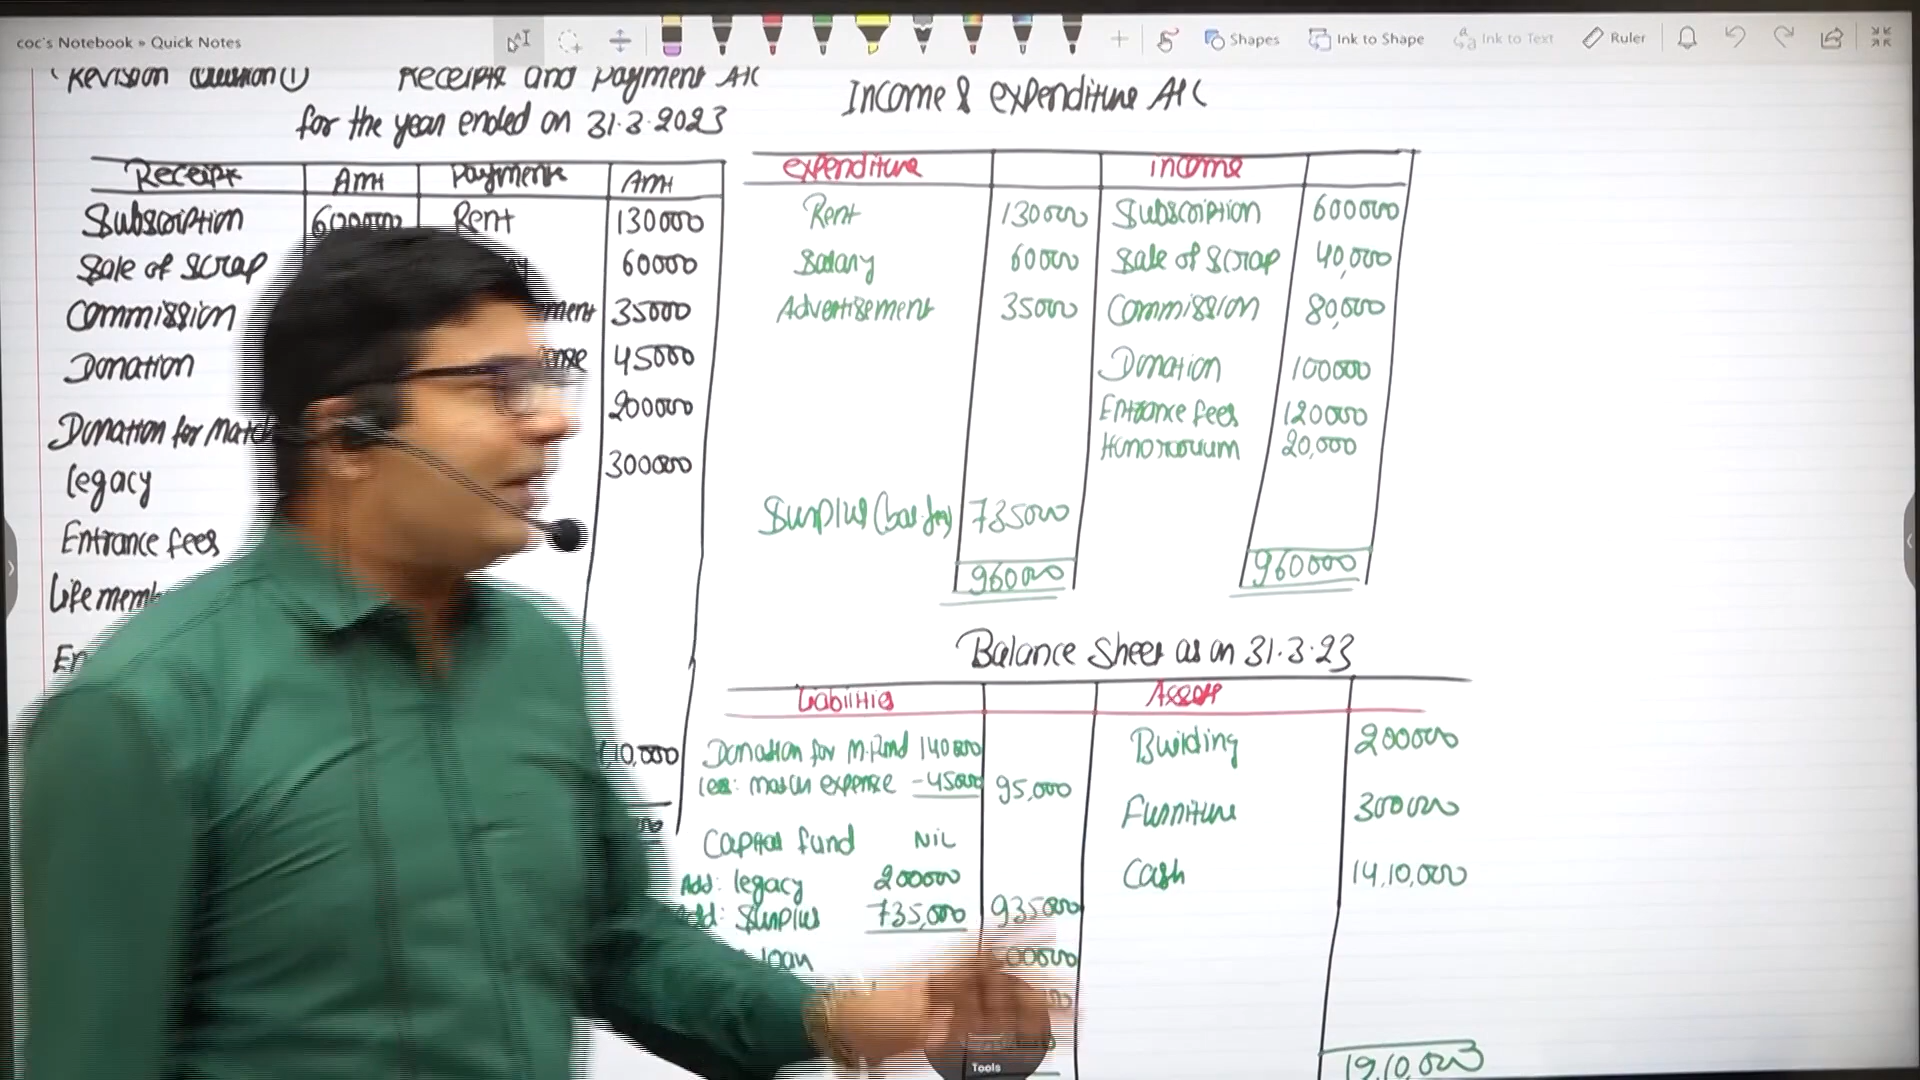 coc's Notebook » Quick Notes
Shapes
Ink to Shape
Ink to Text
Ruler
Revision Question (1) Receipt and payment A/C
for the year ended on 31.3.2023
Receipt Amt Payment Amt
Subscription 600000 Rent 130000
Sale of Scrap 60000
Commission 35000
Donation 45000
200000
Donation for Match
legacy 300000
Entrance fees
Life memb
10,000
Income & expenditure A/C
expenditure income
Rent 130000 Subscription 600000
Salary 60000 Sale of Scrap 40,000
Advertisement 35000 Commission 80,000
Donation 100000
Entrance fees 120000
Honorarium 20,000
Surplus (bal. fig) 735000
960000 960000
Balance Sheet as on 31.3.23
Liabilities Assets
Donation for M.fund 140000 Building 200000
less: match expense -45000 95,000
Furniture 300000
Capital fund NIL
Add: legacy 200000 Cash 14,10,000
Add: Surplus 735,000 935000
loan
19,10,000
Tools